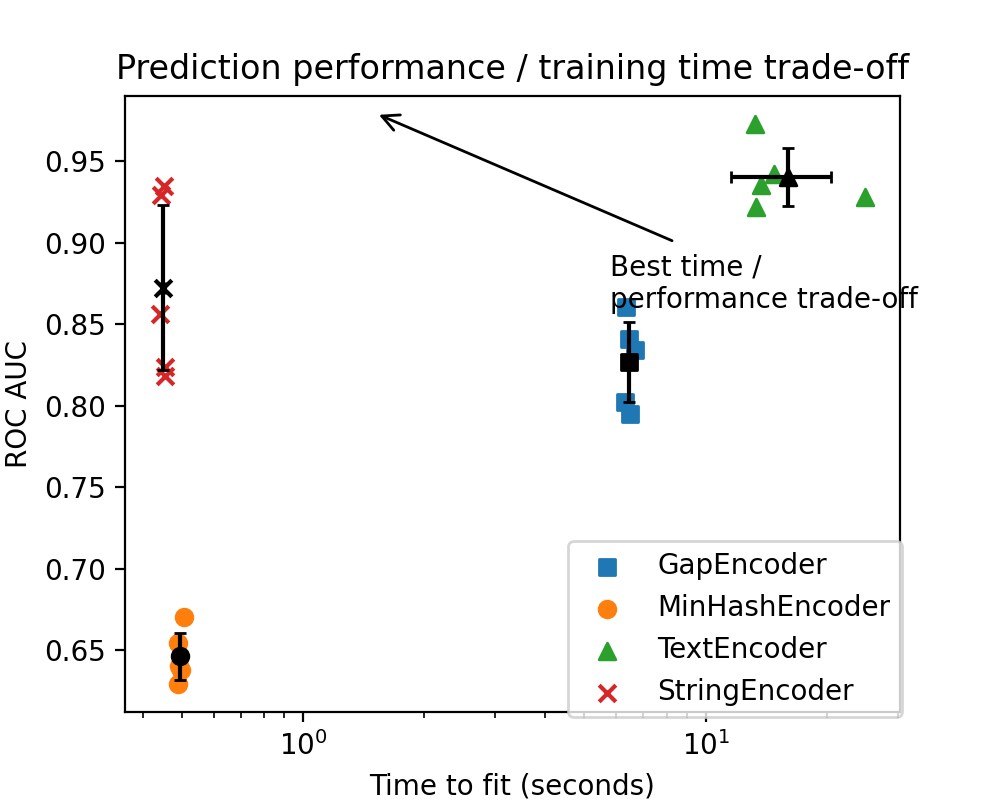 Prediction performance / training time trade-off
ROC AUC
0.95
0.90
0.85
0.80
0.75
0.70
0.65
Best time /
performance trade-off
GapEncoder
MinHashEncoder
TextEncoder
StringEncoder
10⁰ 10¹
Time to fit (seconds)